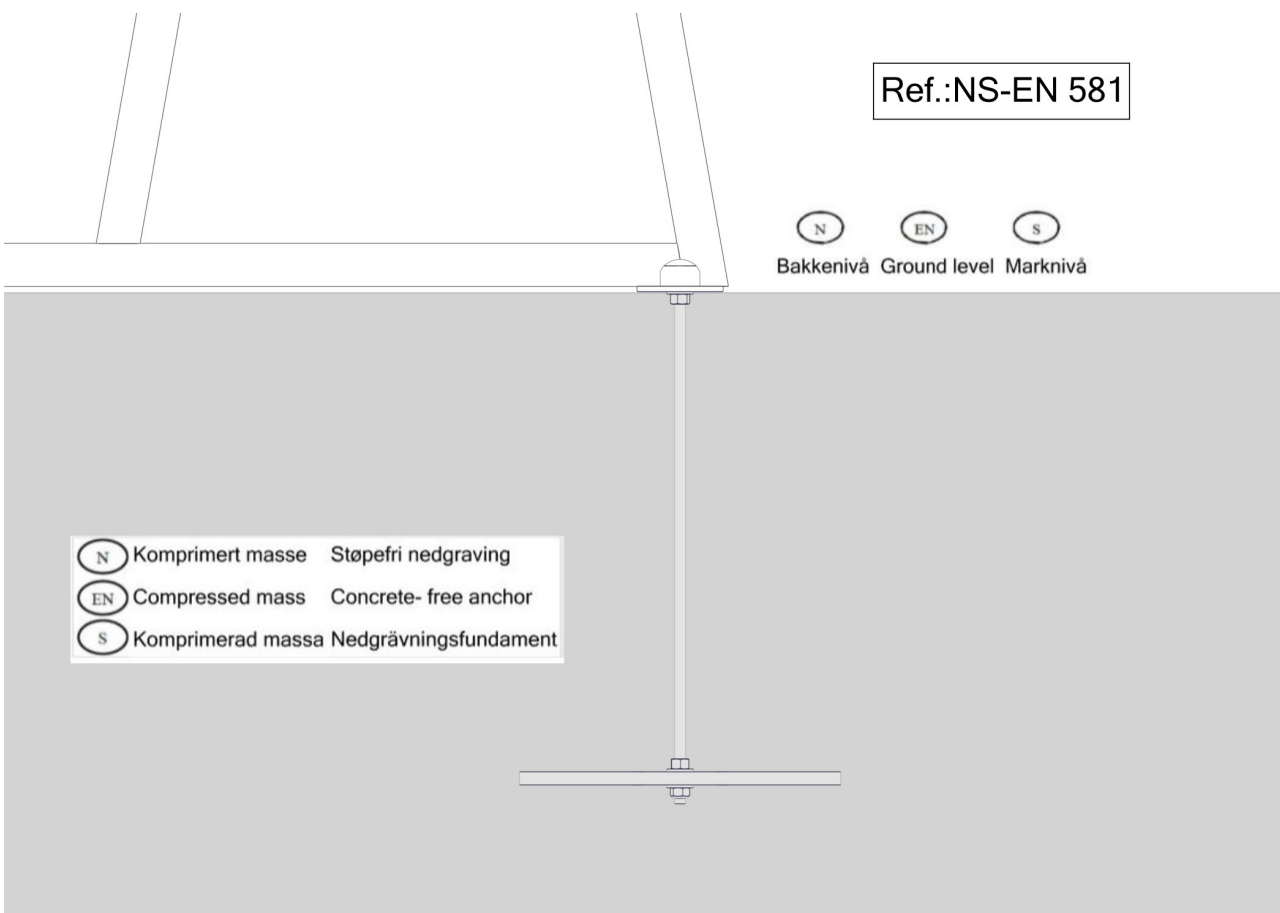 Ref.:NS-EN 581
N EN S
Bakkenivå Ground level Marknivå
N Komprimert masse Støpefri nedgraving
EN Compressed mass Concrete- free anchor
S Komprimerad massa Nedgrävningsfundament